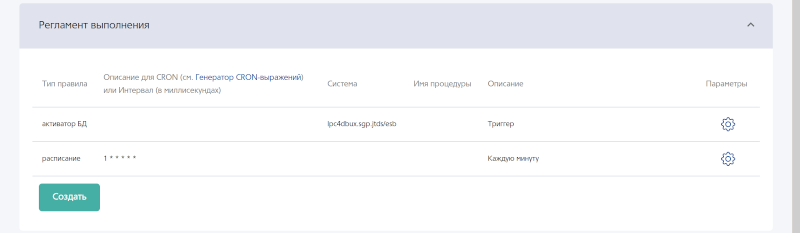 Регламент выполнения
Тип правила
Описание для CRON (см. Генератор CRON-выражений)
или Интервал (в миллисекундах)
Система
Имя процедуры
Описание
Параметры
активатор БД
lpc4dbux.sgp.jtds/esb
Триггер
расписание
1 * * * * *
Каждую минуту
Создать